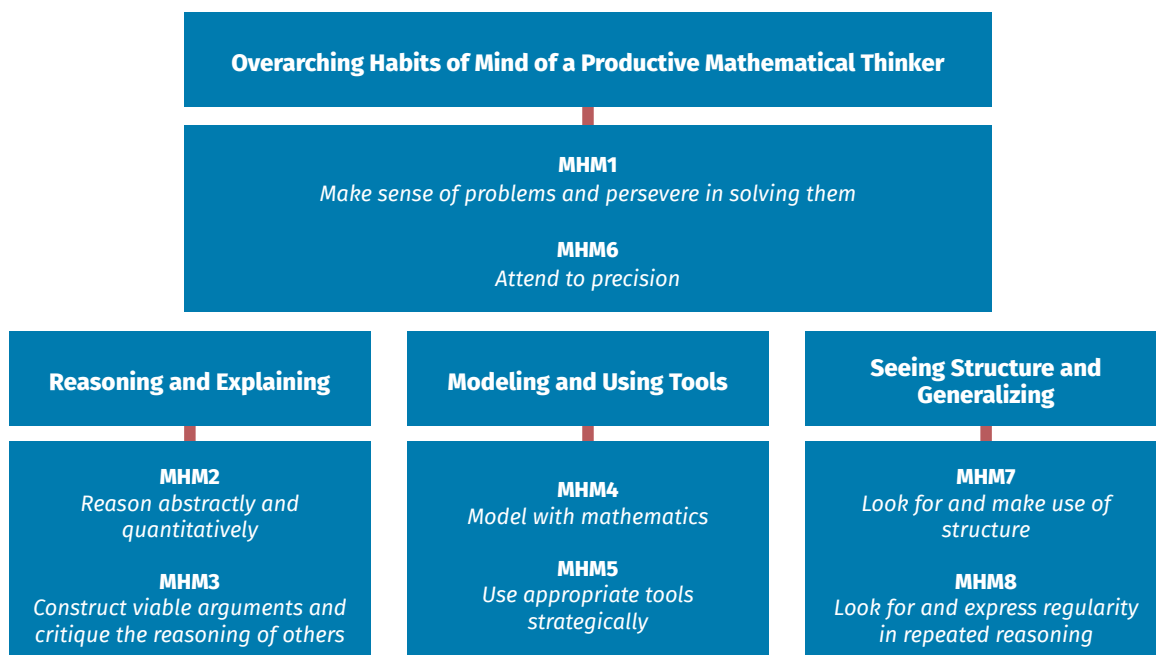 Overarching Habits of Mind of a Productive Mathematical Thinker
MHM1
Make sense of problems and persevere in solving them
MHM6
Attend to precision
Reasoning and Explaining
MHM2
Reason abstractly and
quantitatively
MHM3
Construct viable arguments and
critique the reasoning of others
Modeling and Using Tools
MHM4
Model with mathematics
MHM5
Use appropriate tools
strategically
Seeing Structure and
Generalizing
MHM7
Look for and make use of
structure
MHM8
Look for and express regularity
in repeated reasoning